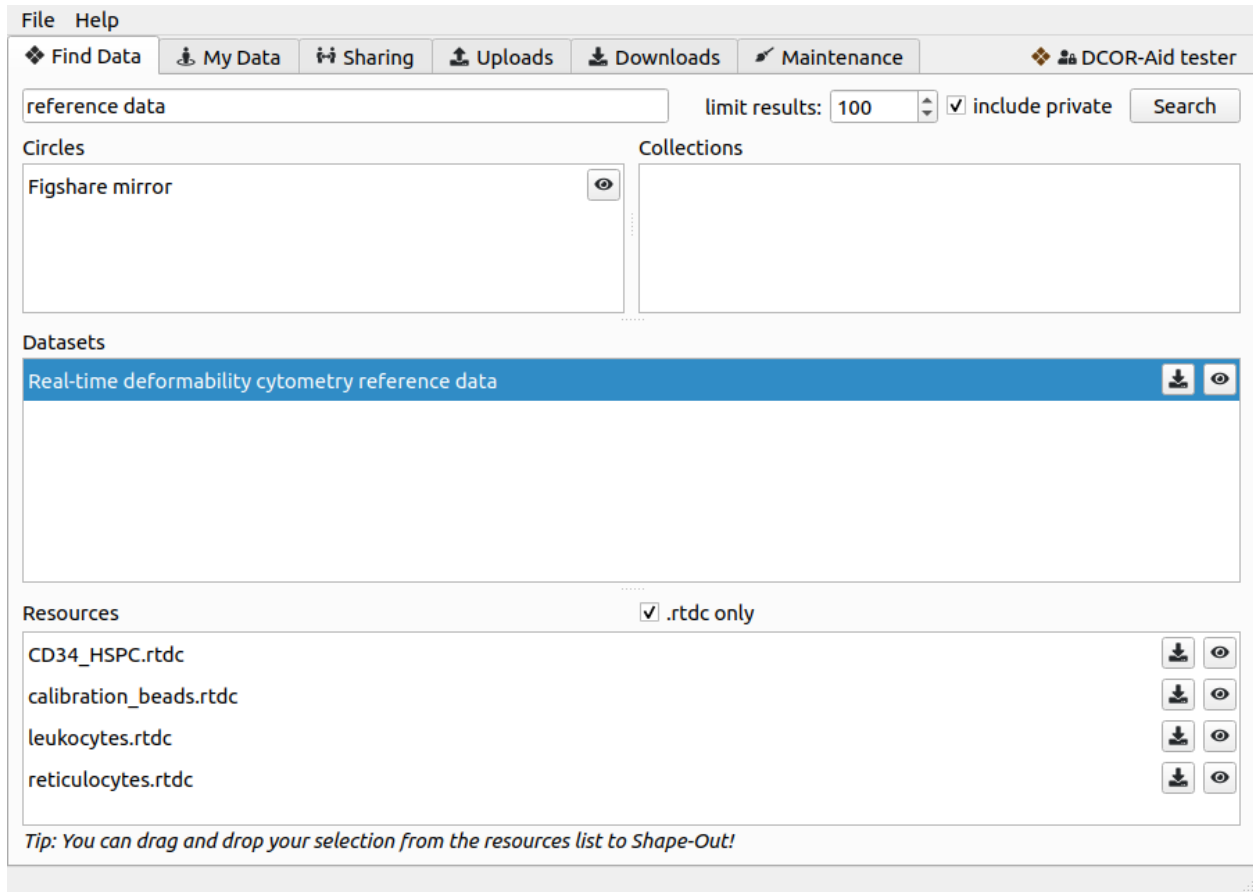 File Help
Find Data My Data Sharing Uploads Downloads Maintenance DCOR-Aid tester
reference data limit results: 100 include private Search
Circles Collections
Figshare mirror
Datasets
Real-time deformability cytometry reference data
Resources .rtdc only
CD34_HSPC.rtdc
calibration_beads.rtdc
leukocytes.rtdc
reticulocytes.rtdc
Tip: You can drag and drop your selection from the resources list to Shape-Out!